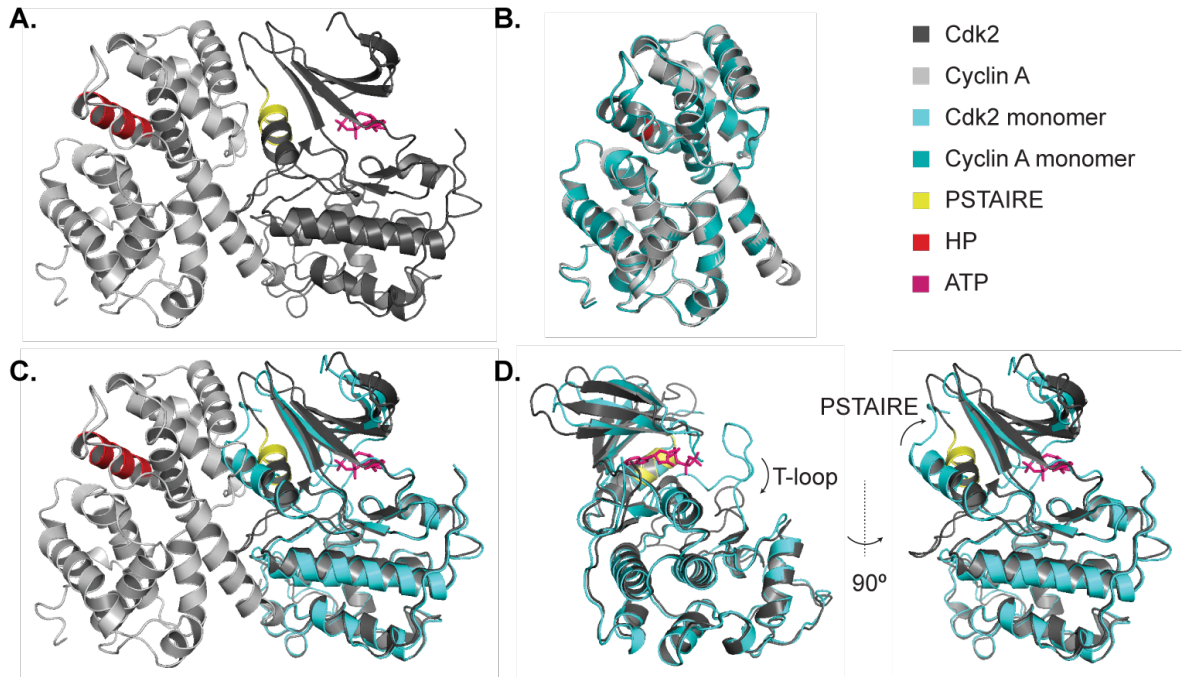 A.
B.
Cdk2
Cyclin A
Cdk2 monomer
Cyclin A monomer
PSTAIRE
HP
ATP
C.
D.
T-loop
90º
PSTAIRE